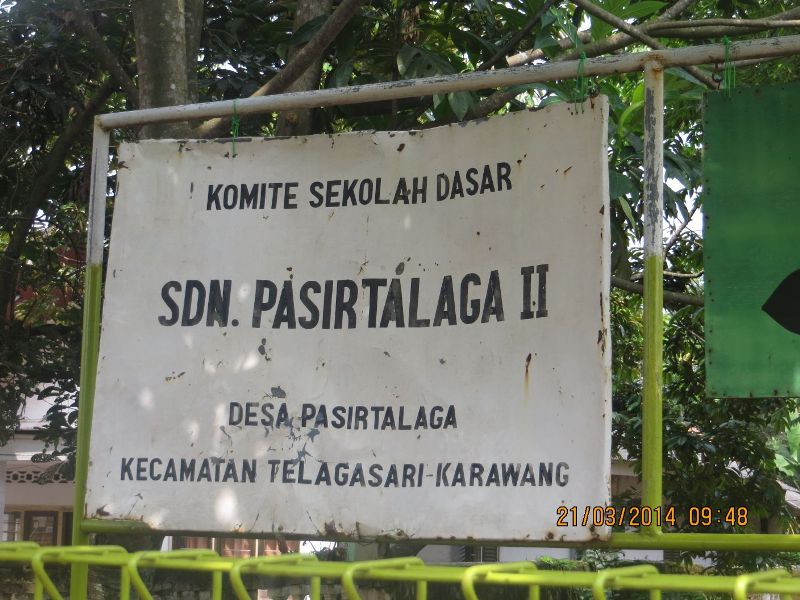 KOMITE SEKOLAH DASAR
SDN. PASIRTALAGA II
DESA PASIRTALAGA
KECAMATAN TELAGASARI-KARAWANG
21/03/2014 09:48